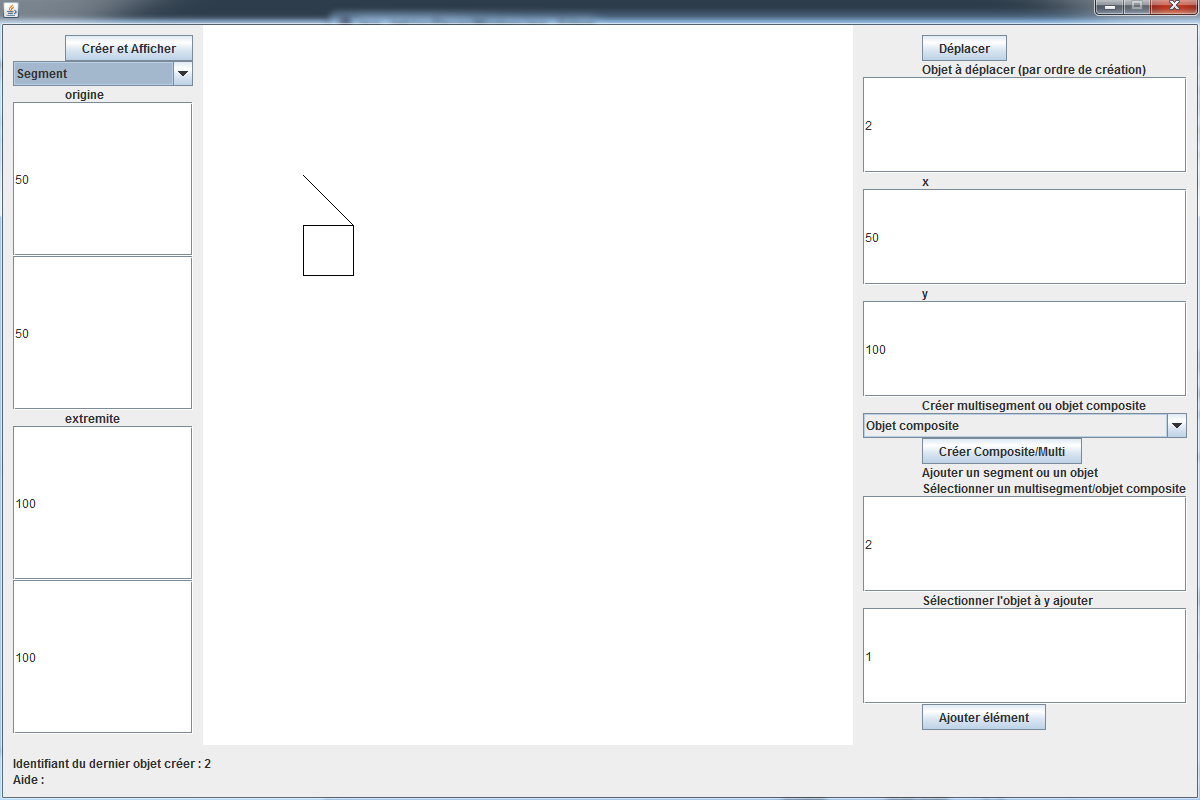 Créer et Afficher
Segment
origine
50
50
extremite
100
100
Déplacer
Objet à déplacer (par ordre de création)
2
x
50
y
100
Créer multisegment ou objet composite
Objet composite
Créer Composite/Multi
Ajouter un segment ou un objet
Sélectionner un multisegment/objet composite
2
Sélectionner l'objet à y ajouter
1
Ajouter élément
Identifiant du dernier objet créer : 2
Aide :